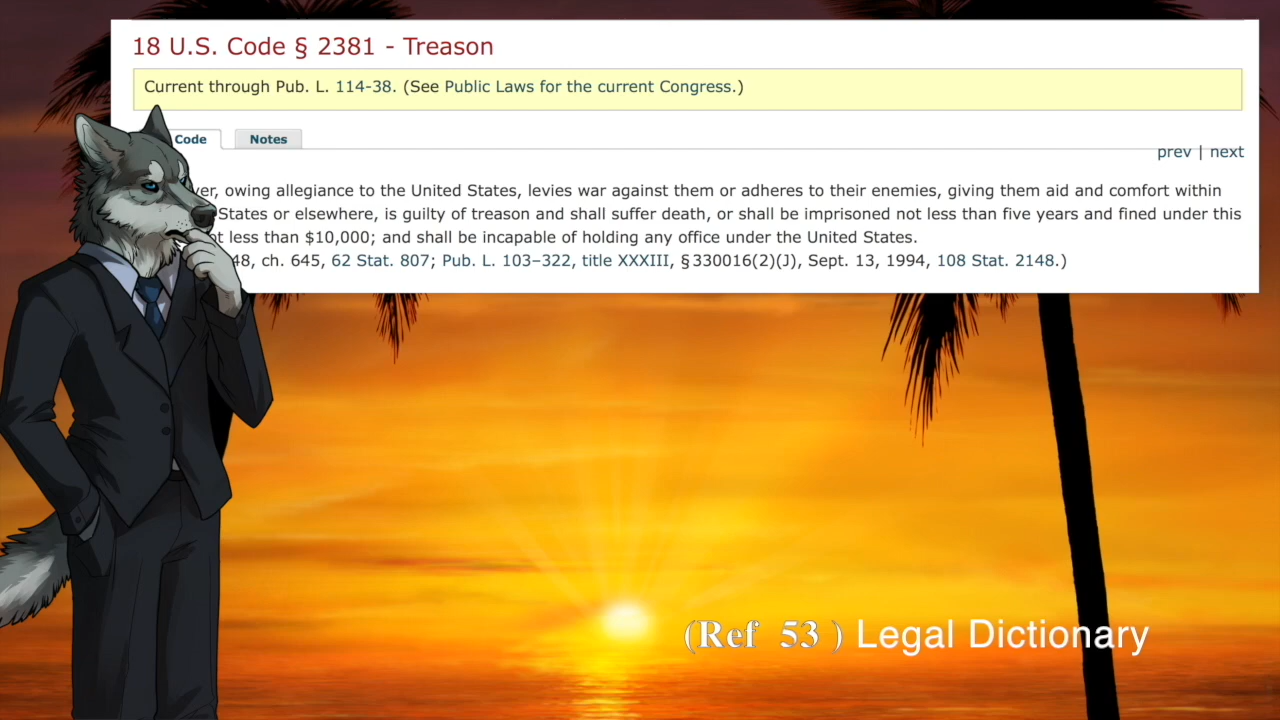 18 U.S. Code § 2381 - Treason
Current through Pub. L. 114-38. (See Public Laws for the current Congress.)
Code Notes
prev | next
owing allegiance to the United States, levies war against them or adheres to their enemies, giving them aid and comfort within
States or elsewhere, is guilty of treason and shall suffer death, or shall be imprisoned not less than five years and fined under this
less than $10,000; and shall be incapable of holding any office under the United States.
48, ch. 645, 62 Stat. 807; Pub. L. 103–322, title XXXIII, § 330016(2)(J), Sept. 13, 1994, 108 Stat. 2148.)
(Ref 53 ) Legal Dictionary